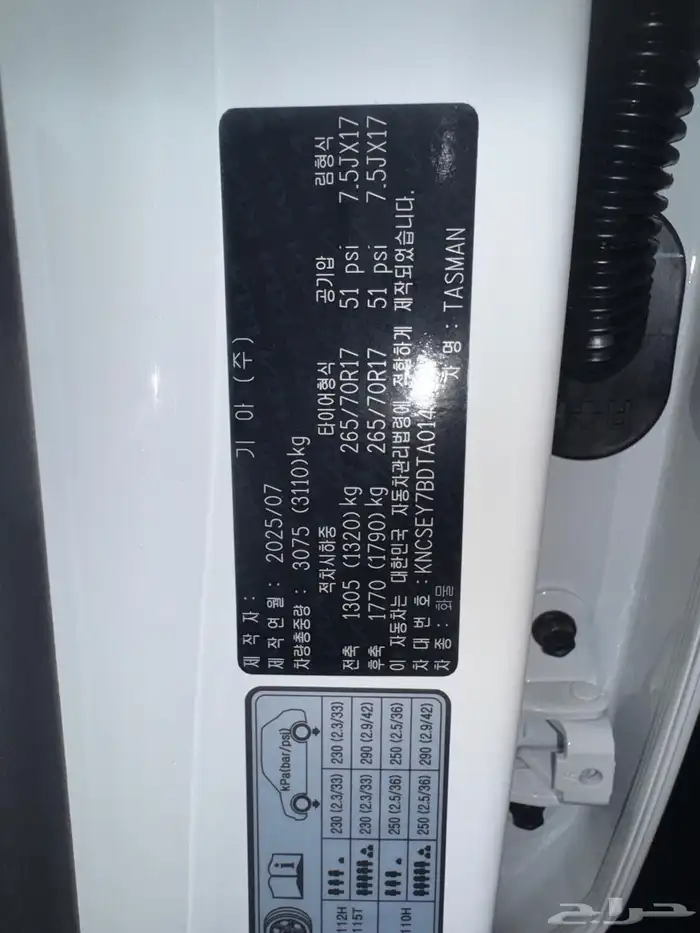 제 작 자 : 기 아 (주)
제 작 연 월 : 2025/07
차량총중량 : 3075 (3110)kg
적차시하중 타이어형식 공기압 림형식
전축 1305 (1320)kg 265/70R17 51 psi 7.5JX17
후축 1770 (1790)kg 265/70R17 51 psi 7.5JX17
이 자동차는 대한민국 자동차관리법령에 적합하게 제작되었습니다.
차 대 번 호 : KNCSEY7BDTA014
차 종 : 화물 차 명 : TASMAN
kPa(bar/psi)
112H
115T
230 (2.3/33) 230 (2.3/33)
230 (2.3/33) 290 (2.9/42)
110H
250 (2.5/36) 250 (2.5/36)
250 (2.5/36) 290 (2.9/42)
حراج